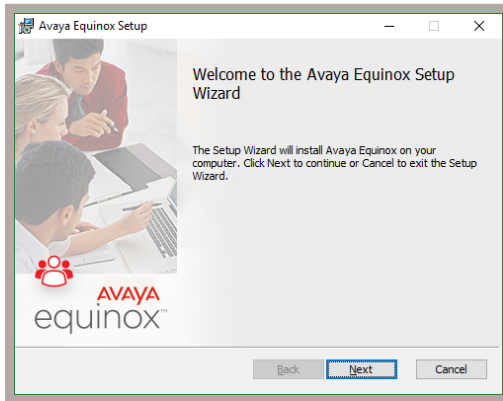 Avaya Equinox Setup
Welcome to the Avaya Equinox Setup
Wizard
The Setup Wizard will install Avaya Equinox on your
computer. Click Next to continue or Cancel to exit the Setup
Wizard.
AVAYA
equinox™
Back Next Cancel